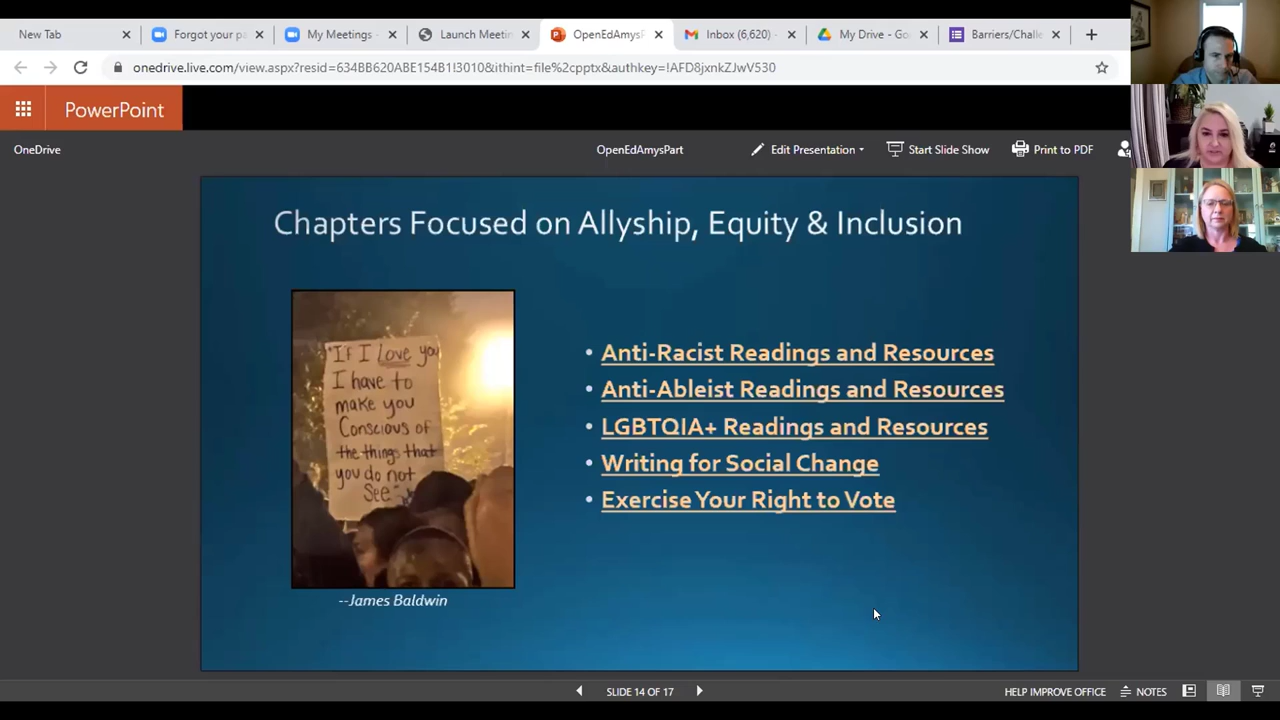 New Tab
Forgot your pa
My Meetings -
Launch Meetin
OpenEdAmysP
Inbox (6,620) -
My Drive - Go
Barriers/Challe
onedrive.live.com/view.aspx?resid=634BB620ABE154B1!3010&ithint=file%2cpptx&authkey=!AFD8jxnkZJwV530
PowerPoint
OneDrive
OpenEdAmysPart
Edit Presentation
Start Slide Show
Print to PDF
Chapters Focused on Allyship, Equity & Inclusion
"If I love you
I have to
make you
Conscious of
the things that
you do not
See"
--James Baldwin
• Anti-Racist Readings and Resources
• Anti-Ableist Readings and Resources
• LGBTQIA+ Readings and Resources
• Writing for Social Change
• Exercise Your Right to Vote
SLIDE 14 OF 17
HELP IMPROVE OFFICE
NOTES